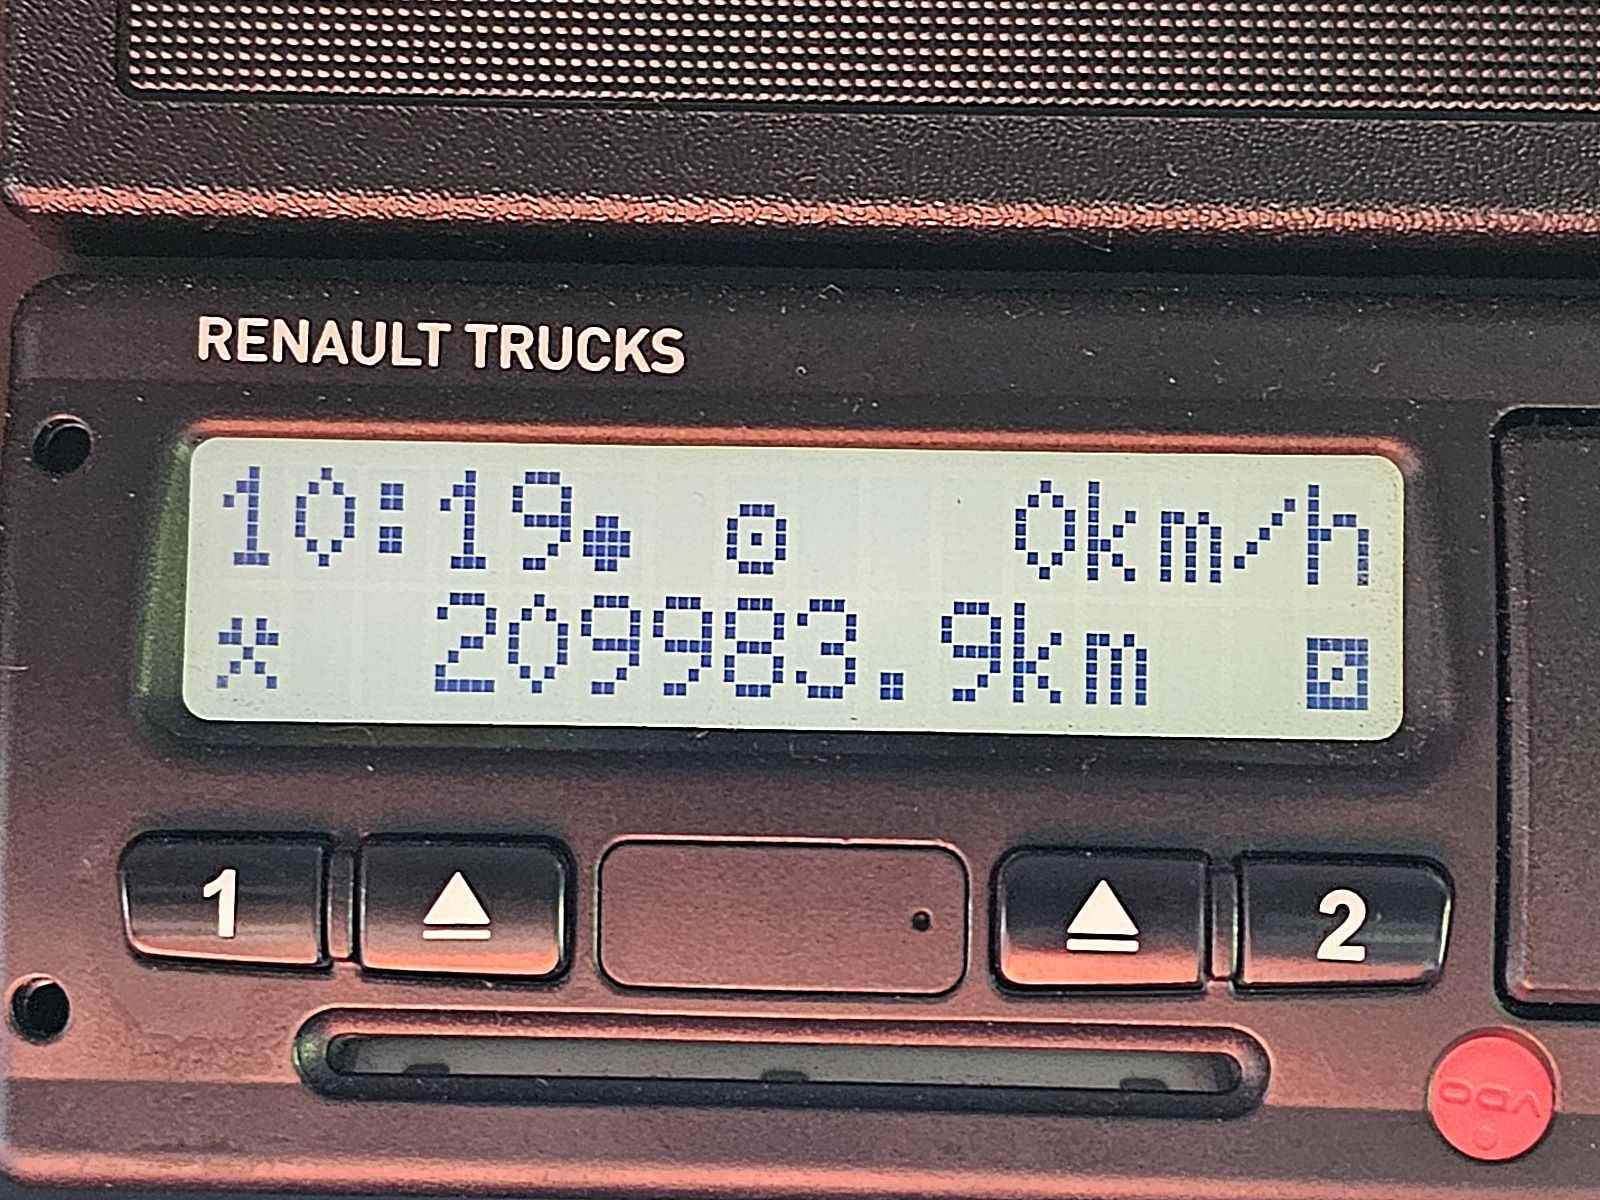 RENAULT TRUCKS
10:19 0km/h
209983.9km
1 2
VDO